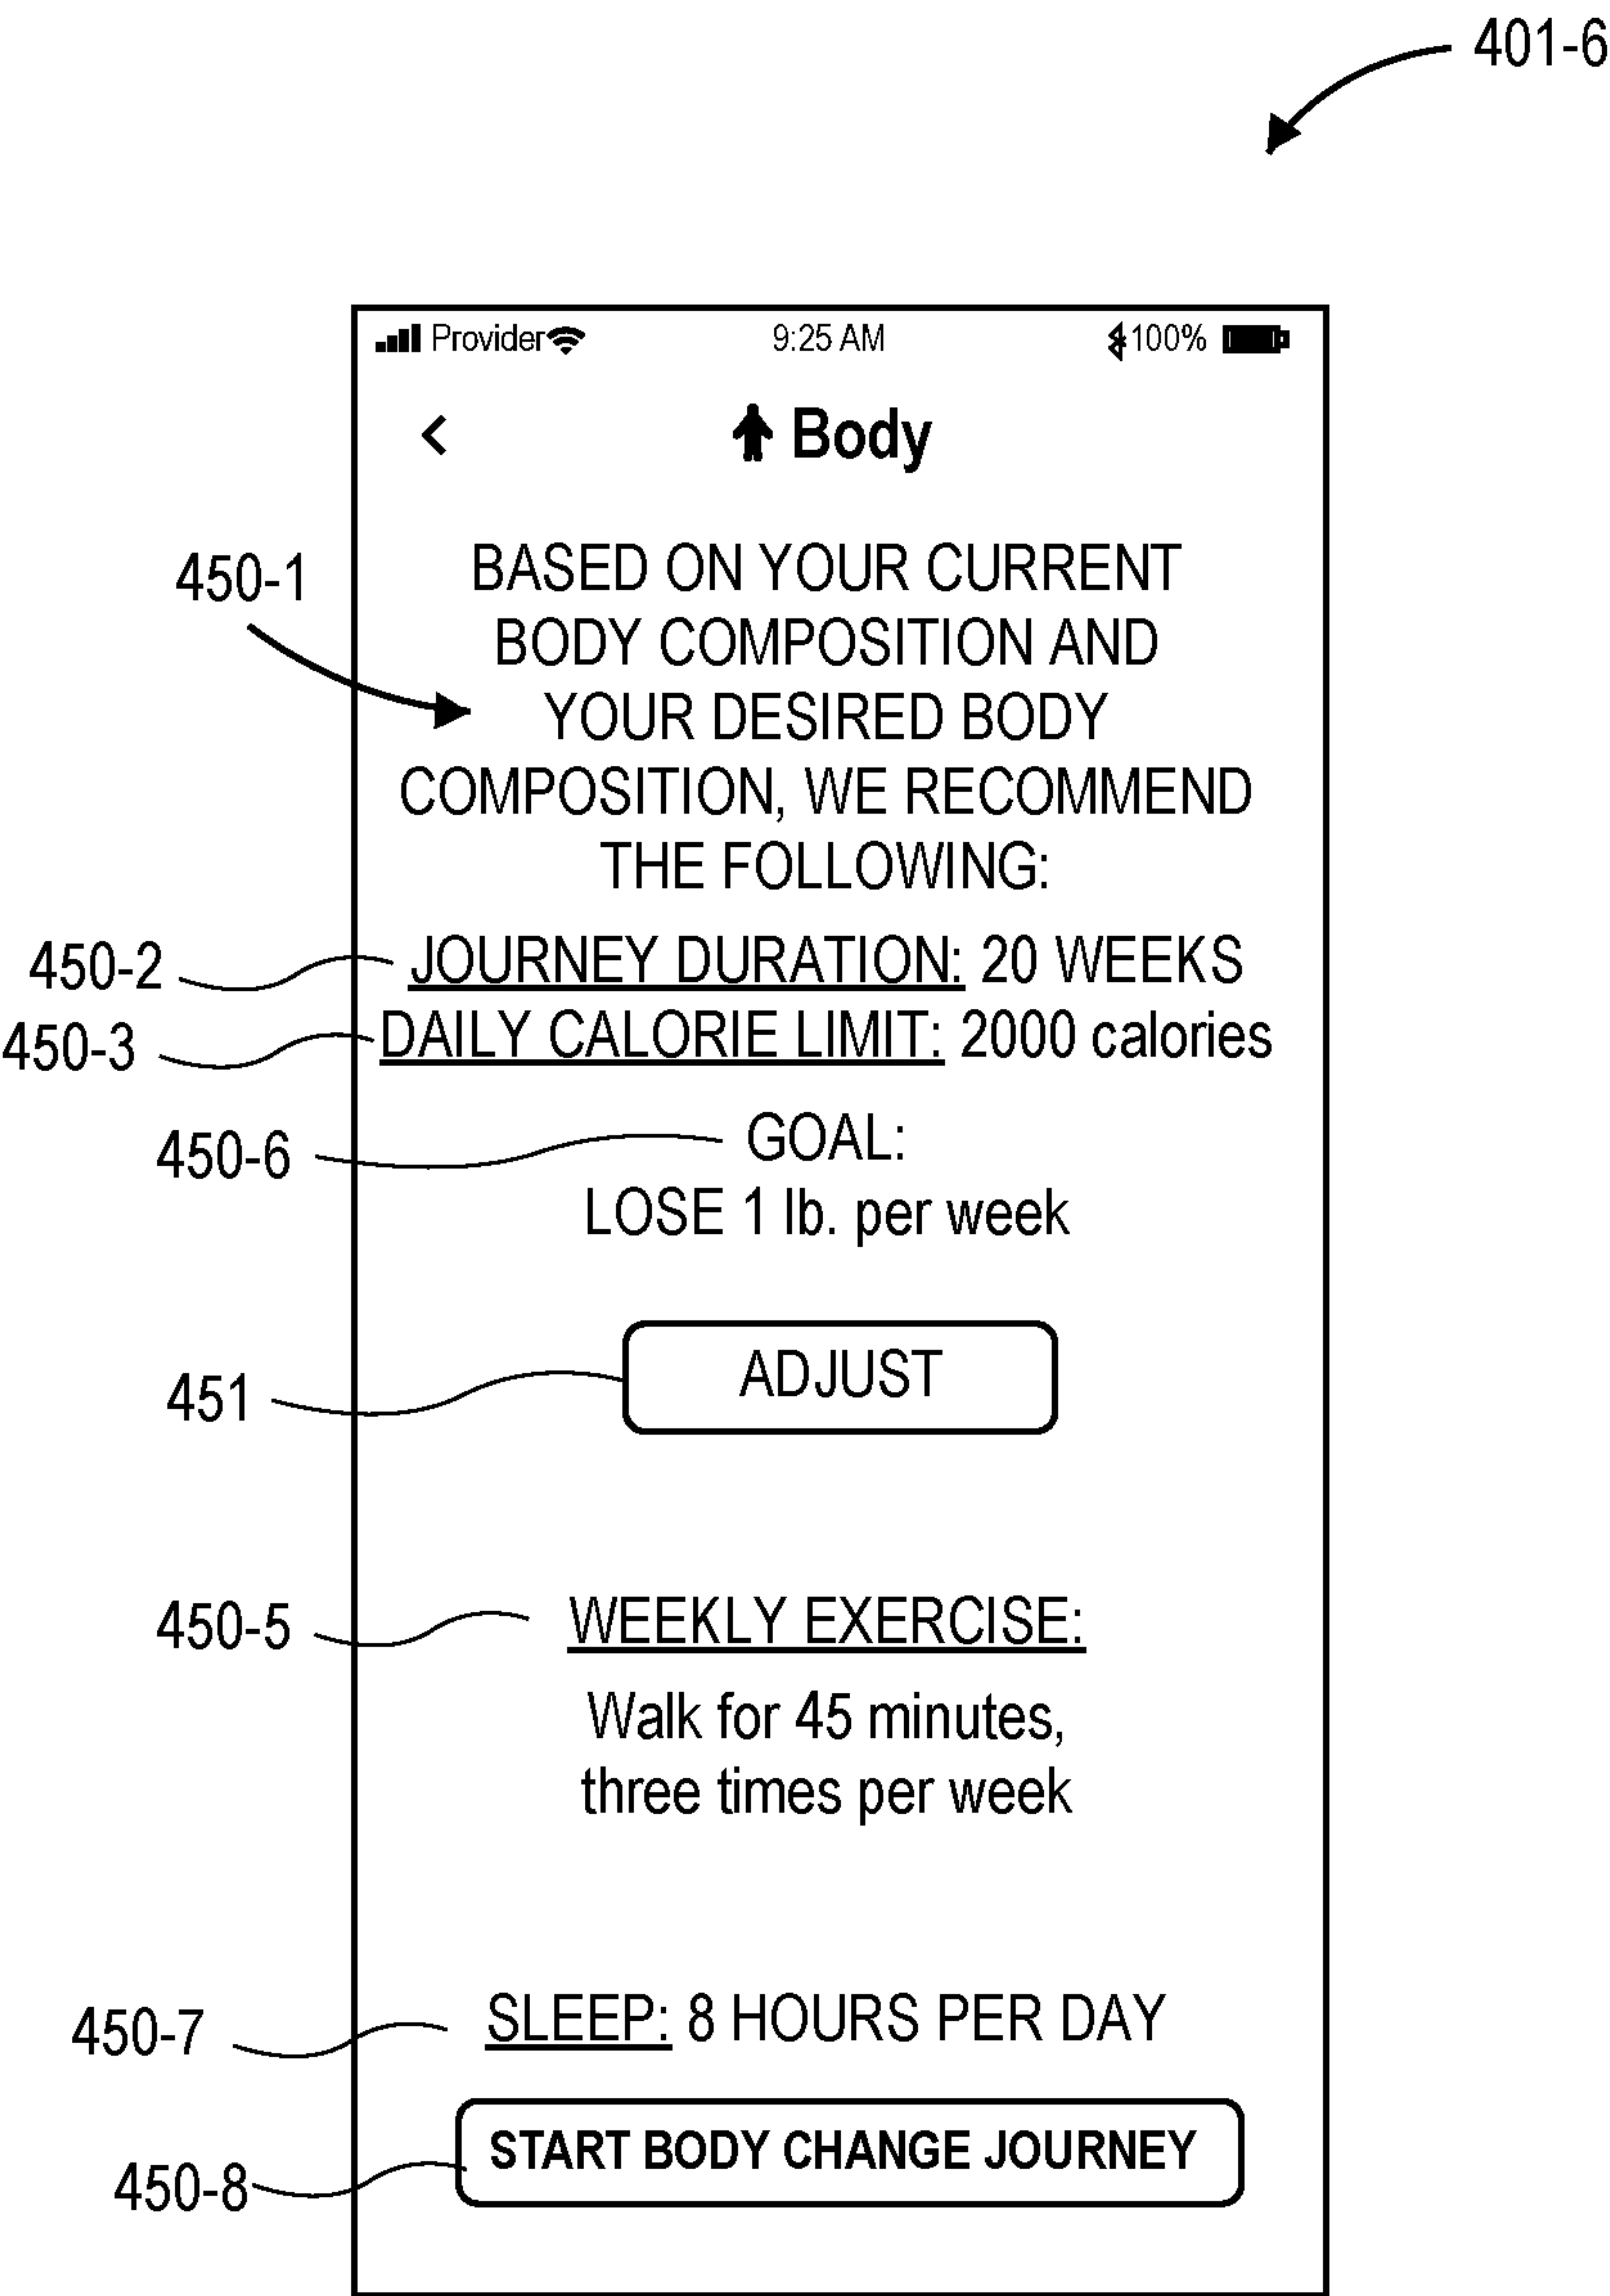 401-6
Provider 9:25 AM 100%
< Body
450-1
BASED ON YOUR CURRENT
BODY COMPOSITION AND
YOUR DESIRED BODY
COMPOSITION, WE RECOMMEND
THE FOLLOWING:
450-2 JOURNEY DURATION: 20 WEEKS
450-3 DAILY CALORIE LIMIT: 2000 calories
450-6 GOAL:
LOSE 1 lb. per week
451 ADJUST
450-5 WEEKLY EXERCISE:
Walk for 45 minutes,
three times per week
450-7 SLEEP: 8 HOURS PER DAY
450-8 START BODY CHANGE JOURNEY